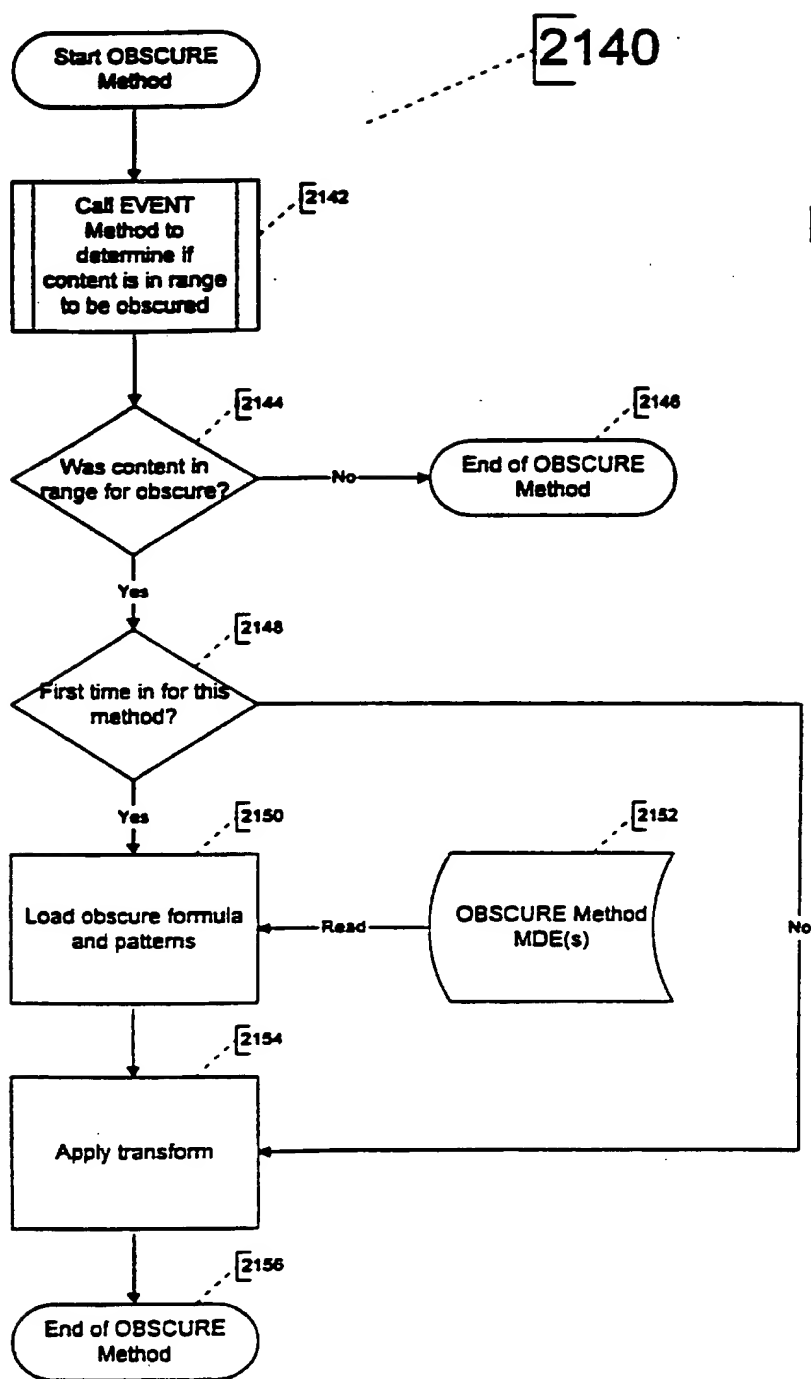 2140
Start OBSCURE
Method
2142
Call EVENT
Method to
determine if
content is in range
to be obscured
2144
Was content in
range for obscure?
No
2146
End of OBSCURE
Method
Yes
2148
First time in for this
method?
No
Yes
2150
Load obscure formula
and patterns
Read
2152
OBSCURE Method
MDE(s)
2154
Apply transform
2156
End of OBSCURE
Method